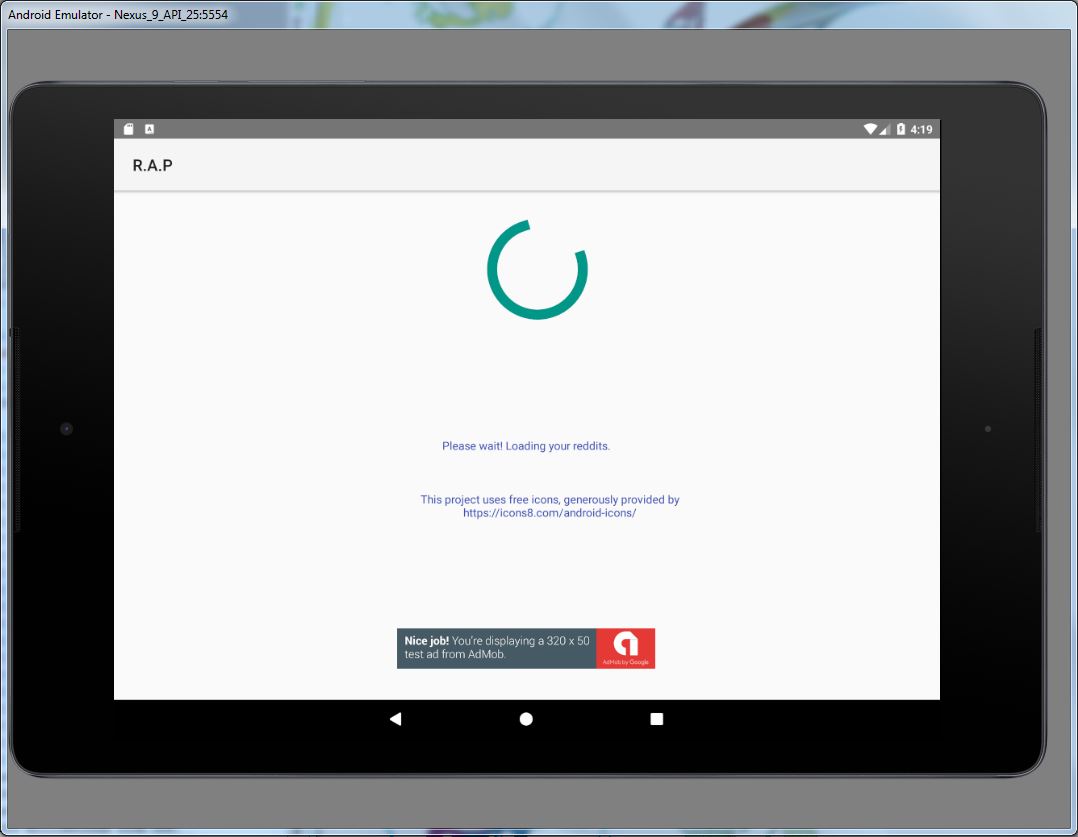 Android Emulator - Nexus_9_API_25:5554
A
4:19
R.A.P
Please wait! Loading your reddits.
This project uses free icons, generously provided by
https://icons8.com/android-icons/
Nice job! You're displaying a 320 x 50
test ad from AdMob.
AdMob by Google